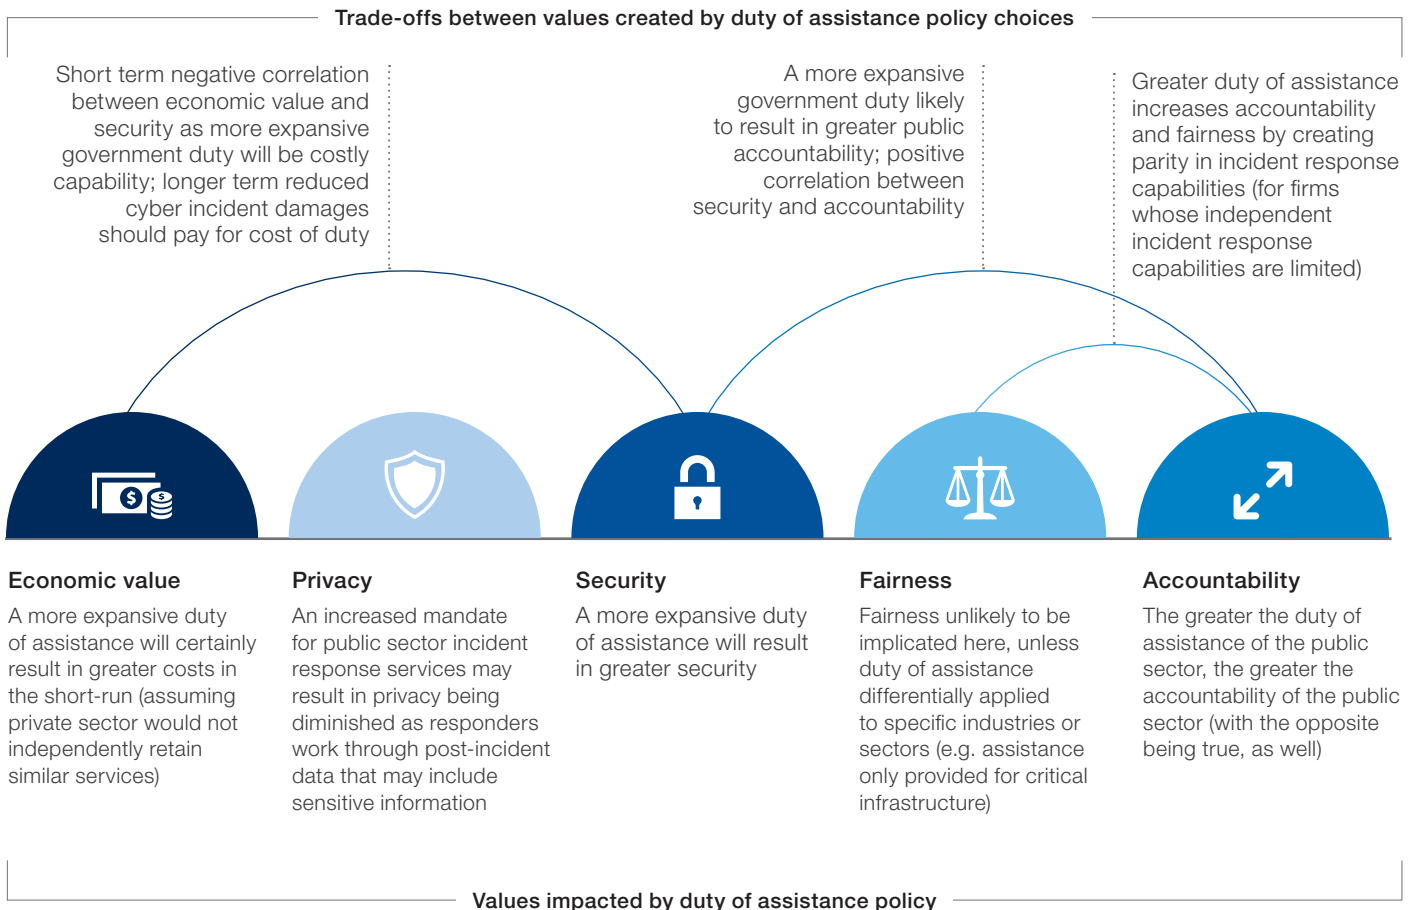 Trade-offs between values created by duty of assistance policy choices
Short term negative correlation
between economic value and
security as more expansive
government duty will be costly
capability; longer term reduced
cyber incident damages
should pay for cost of duty
A more expansive
government duty likely
to result in greater public
accountability; positive
correlation between
security and accountability
Greater duty of assistance
increases accountability
and fairness by creating
parity in incident response
capabilities (for firms
whose independent
incident response
capabilities are limited)
$
$
Economic value
A more expansive duty
of assistance will certainly
result in greater costs in
the short-run (assuming
private sector would not
independently retain
similar services)
Privacy
An increased mandate
for public sector incident
response services may
result in privacy being
diminished as responders
work through post-incident
data that may include
sensitive information
Security
A more expansive duty
of assistance will result
in greater security
Fairness
Fairness unlikely to be
implicated here, unless
duty of assistance
differentially applied
to specific industries or
sectors (e.g. assistance
only provided for critical
infrastructure)
Accountability
The greater the duty of
assistance of the public
sector, the greater the
accountability of the public
sector (with the opposite
being true, as well)
Values impacted by duty of assistance policy